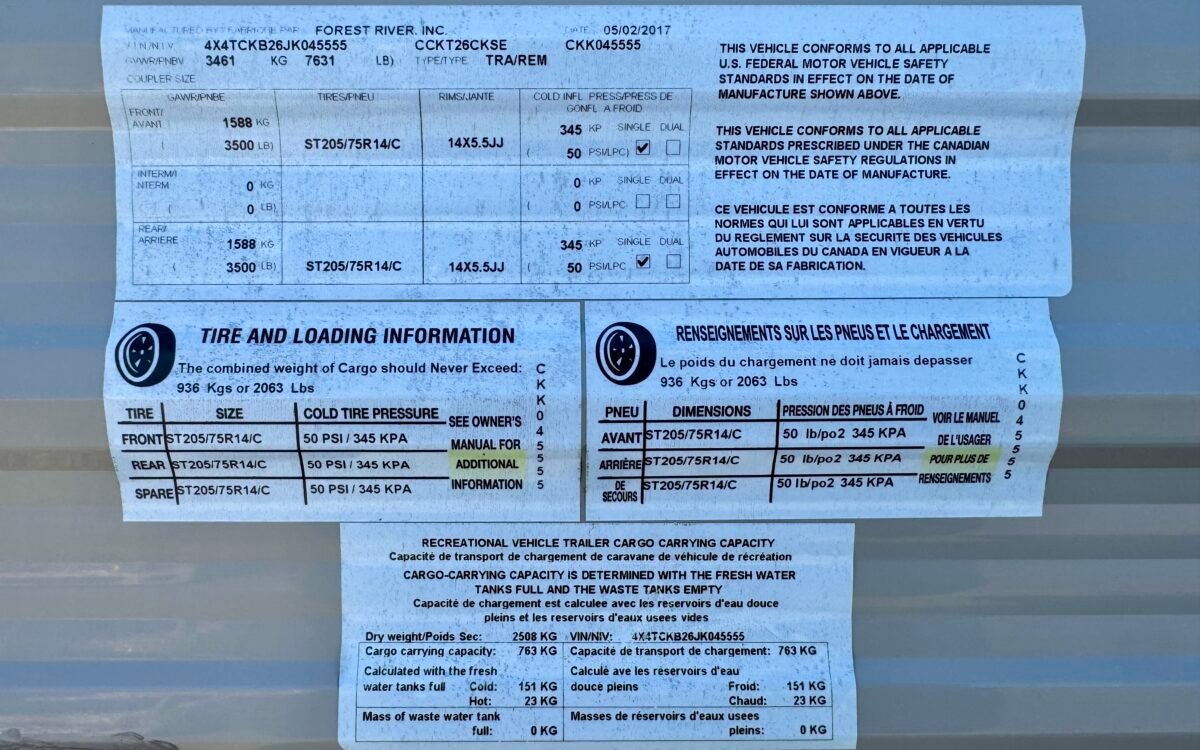 MANUFACTURED BY/FABRIQUE PAR FOREST RIVER, INC. DATE 05/02/2017
V.I.N./N.I.V. 4X4TCKB26JK045555 CCKT26CKSE CKK045555
GVWR/PNBV 3461 KG 7631 LB) TYPE/TYPE TRA/REM
COUPLER SIZE
GAWR/PNBE TIRES/PNEU RIMS/JANTE COLD INFL PRESS/PRESS DE
GONFL A FROID
FRONT/
AVANT 1588 KG 345 KP SINGLE DUAL
( 3500 LB) ST205/75R14/C 14X5.5JJ ( 50 PSI/LPC)
INTERM/I
NTERM 0 KG 0 KP SINGLE DUAL
( 0 LB) ( 0 PSI/LPC
REAR/
ARRIERE 1588 KG 345 KP SINGLE DUAL
( 3500 LB) ST205/75R14/C 14X5.5JJ ( 50 PSI/LPC
THIS VEHICLE CONFORMS TO ALL APPLICABLE
U.S. FEDERAL MOTOR VEHICLE SAFETY
STANDARDS IN EFFECT ON THE DATE OF
MANUFACTURE SHOWN ABOVE.
THIS VEHICLE CONFORMS TO ALL APPLICABLE
STANDARDS PRESCRIBED UNDER THE CANADIAN
MOTOR VEHICLE SAFETY REGULATIONS IN
EFFECT ON THE DATE OF MANUFACTURE.
CE VEHICULE EST CONFORME A TOUTES LES
NORMES QUI LUI SONT APPLICABLES EN VERTU
DU REGLEMENT SUR LA SECURITE DES VEHICULES
AUTOMOBILES DU CANADA EN VIGUEUR A LA
DATE DE SA FABRICATION.
TIRE AND LOADING INFORMATION
The combined weight of Cargo should Never Exceed:
936 Kgs or 2063 Lbs
TIRE SIZE COLD TIRE PRESSURE SEE OWNER'S
FRONT ST205/75R14/C 50 PSI / 345 KPA MANUAL FOR
REAR ST205/75R14/C 50 PSI / 345 KPA ADDITIONAL
SPARE ST205/75R14/C 50 PSI / 345 KPA INFORMATION
CKK045555
RENSEIGNEMENTS SUR LES PNEUS ET LE CHARGEMENT
Le poids du chargement ne doit jamais depasser
936 Kgs or 2063 Lbs
PNEU DIMENSIONS PRESSION DES PNEUS À FROID VOIR LE MANUEL
AVANT ST205/75R14/C 50 lb/po2 345 KPA DE L'USAGER
ARRIÈRE ST205/75R14/C 50 lb/po2 345 KPA POUR PLUS DE
DE SECOURS ST205/75R14/C 50 lb/po2 345 KPA RENSEIGNEMENTS
CKK045555
RECREATIONAL VEHICLE TRAILER CARGO CARRYING CAPACITY
Capacité de transport de chargement de caravane de véhicule de récréation
CARGO-CARRYING CAPACITY IS DETERMINED WITH THE FRESH WATER
TANKS FULL AND THE WASTE TANKS EMPTY
Capacité de chargement est calculee avec les reservoirs d'eau douce
pleins et les reservoirs d'eaux usees vides
Dry weight/Poids Sec: 2508 KG VIN/NIV: 4X4TCKB26JK045555
Cargo carrying capacity: 763 KG Capacité de transport de chargement: 763 KG
Calculated with the fresh Calculé ave les réservoirs d'eau
water tanks full Cold: 151 KG douce pleins Froid: 151 KG
Hot: 23 KG Chaud: 23 KG
Mass of waste water tank Masses de réservoirs d'eaux usees
full: 0 KG pleins: 0 KG